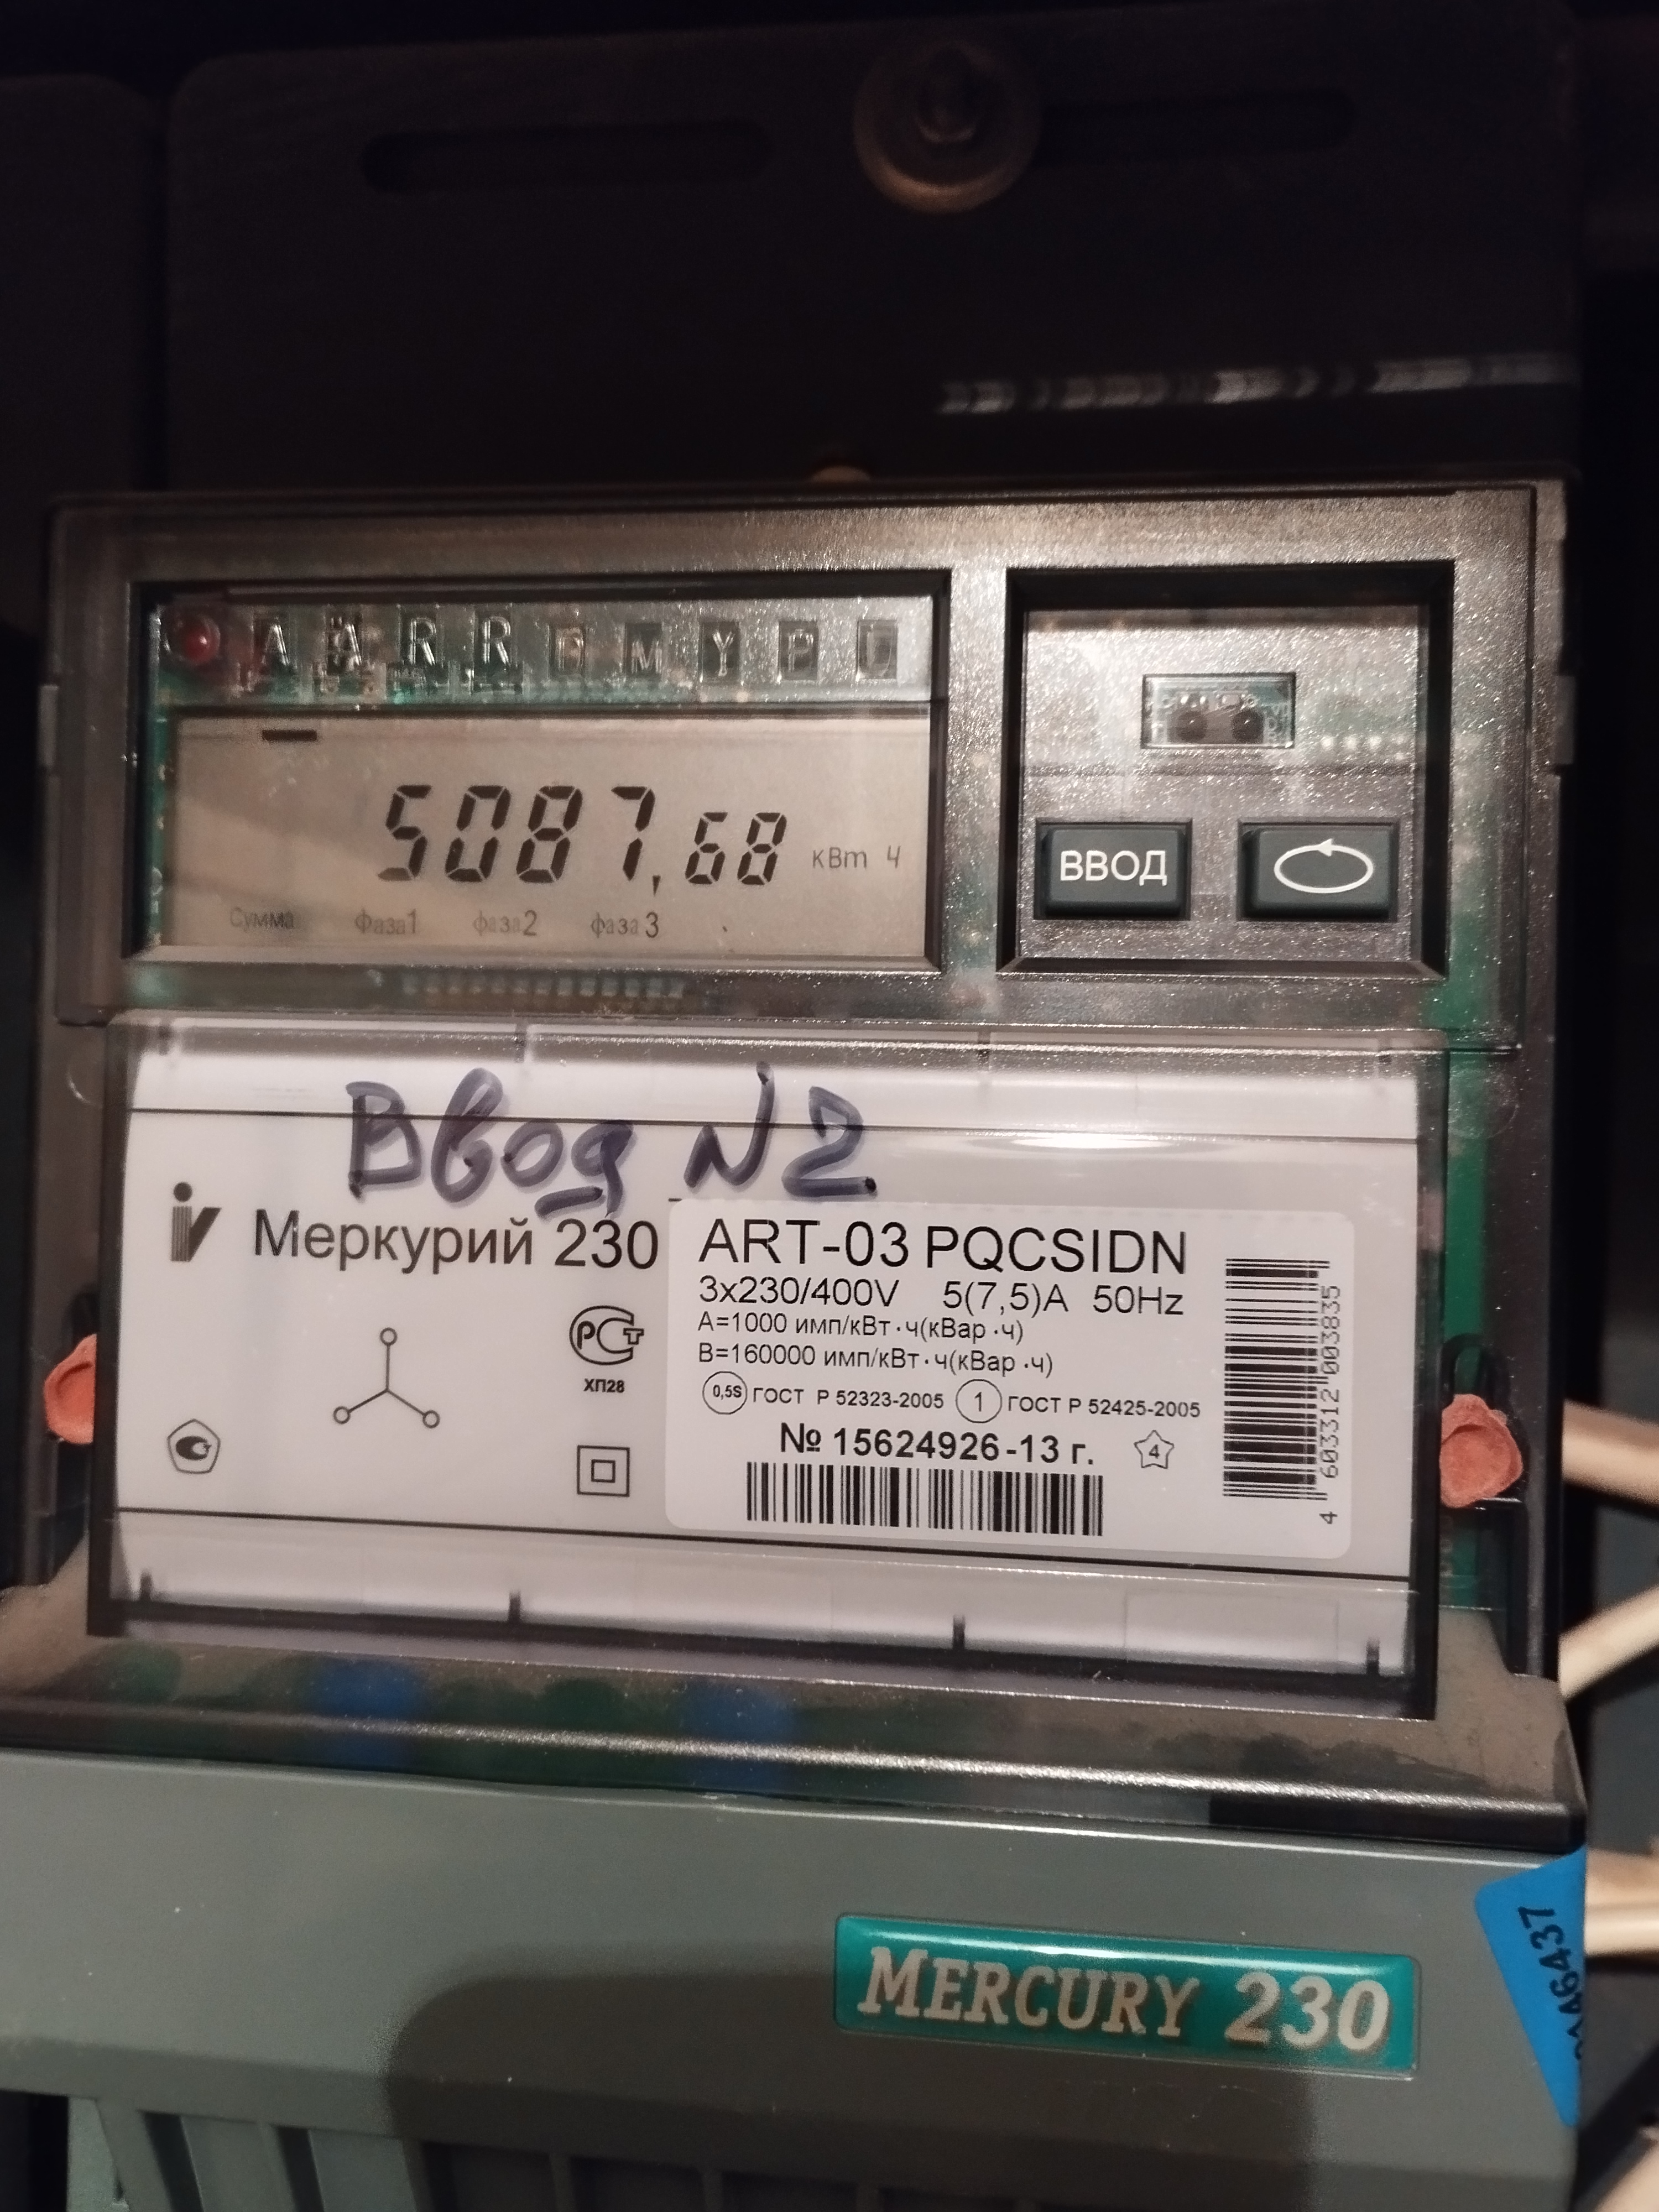 A A R R П M У P U
5087,68 кВт ч
Сумма фаза1 фаза2 фаза3
ВВОД
Ввод N2
Меркурий 230 ART-03 PQCSIDN
3x230/400V 5(7,5)A 50Hz
A=1000 имп/кВт·ч(кВар·ч)
B=160000 имп/кВт·ч(кВар·ч)
РСТ
ХП28
0,5S ГОСТ Р 52323-2005 1 ГОСТ Р 52425-2005
№ 15624926-13 г. 4
4 603312 003835
MERCURY 230